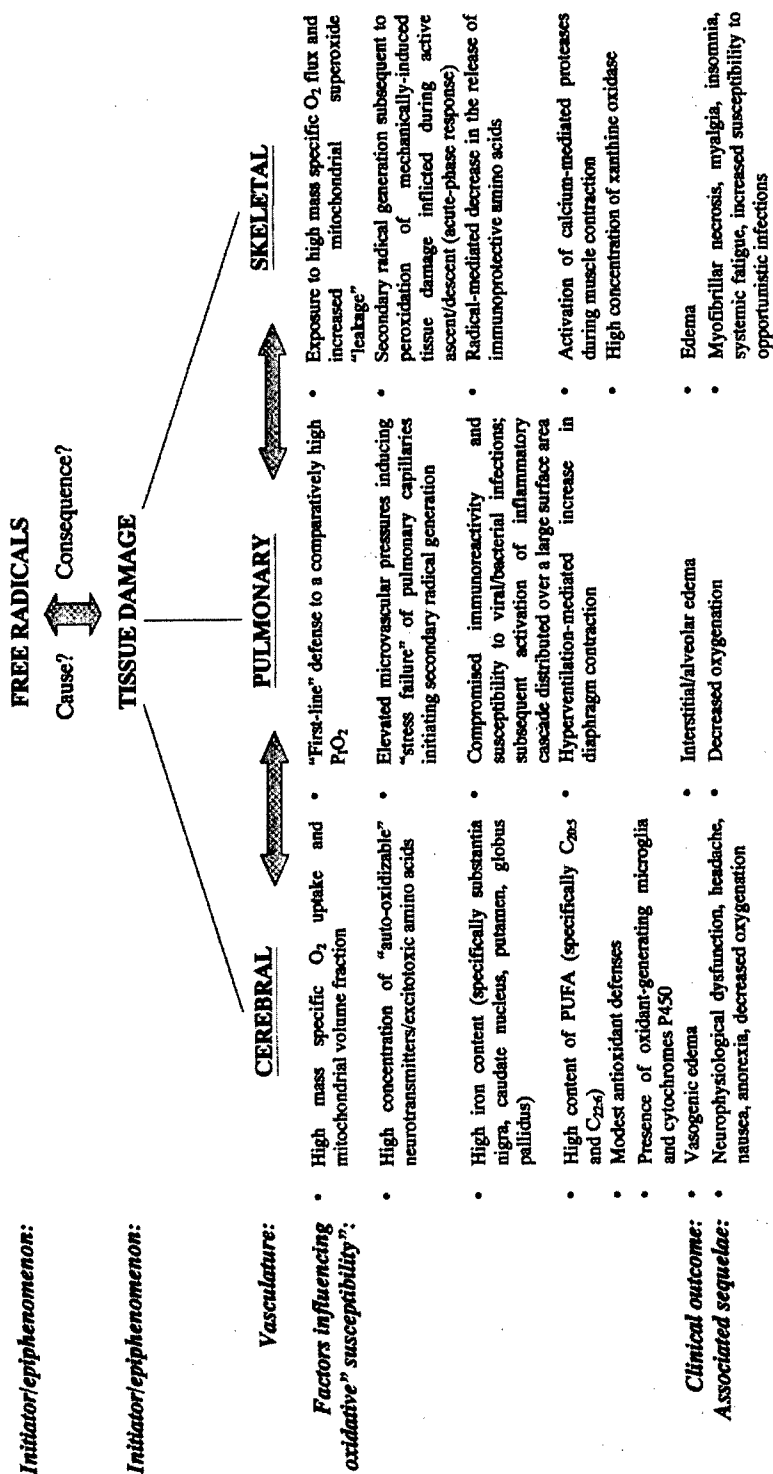 Initiator/epiphenomenon:
FREE RADICALS
Cause? Consequence?
Initiator/epiphenomenon:
TISSUE DAMAGE
Vasculature:
CEREBRAL
PULMONARY
SKELETAL
Factors influencing
oxidative" susceptibility":
• High mass specific O₂ uptake and
mitochondrial volume fraction
• High concentration of "auto-oxidizable"
neurotransmitters/excitotoxic amino acids
• High iron content (specifically substantia
nigra, caudate nucleus, putamen, globus
pallidus)
• High content of PUFA (specifically C₂₀:₅
and C₂₂:₆)
• Modest antioxidant defenses
• Presence of oxidant-generating microglia
and cytochromes P450
• "First-line" defense to a comparatively high
PᵢO₂
• Elevated microvascular pressures inducing
"stress failure" of pulmonary capillaries
initiating secondary radical generation
• Compromised immunoreactivity and
susceptibility to viral/bacterial infections;
subsequent activation of inflammatory
cascade distributed over a large surface area
• Hyperventilation-mediated increase in
diaphragm contraction
• Exposure to high mass specific O₂ flux and
increased mitochondrial superoxide
"leakage"
• Secondary radical generation subsequent to
peroxidation of mechanically-induced
tissue damage inflicted during active
ascent/descent (acute-phase response)
• Radical-mediated decrease in the release of
immunoprotective amino acids
• Activation of calcium-mediated proteases
during muscle contraction
• High concentration of xanthine oxidase
Clinical outcome:
• Vasogenic edema
• Interstitial/alveolar edema
• Edema
Associated sequelae:
• Neurophysiological dysfunction, headache,
nausea, anorexia, decreased oxygenation
• Decreased oxygenation
• Myofibrillar necrosis, myalgia, insomnia,
systemic fatigue, increased susceptibility to
opportunistic infections